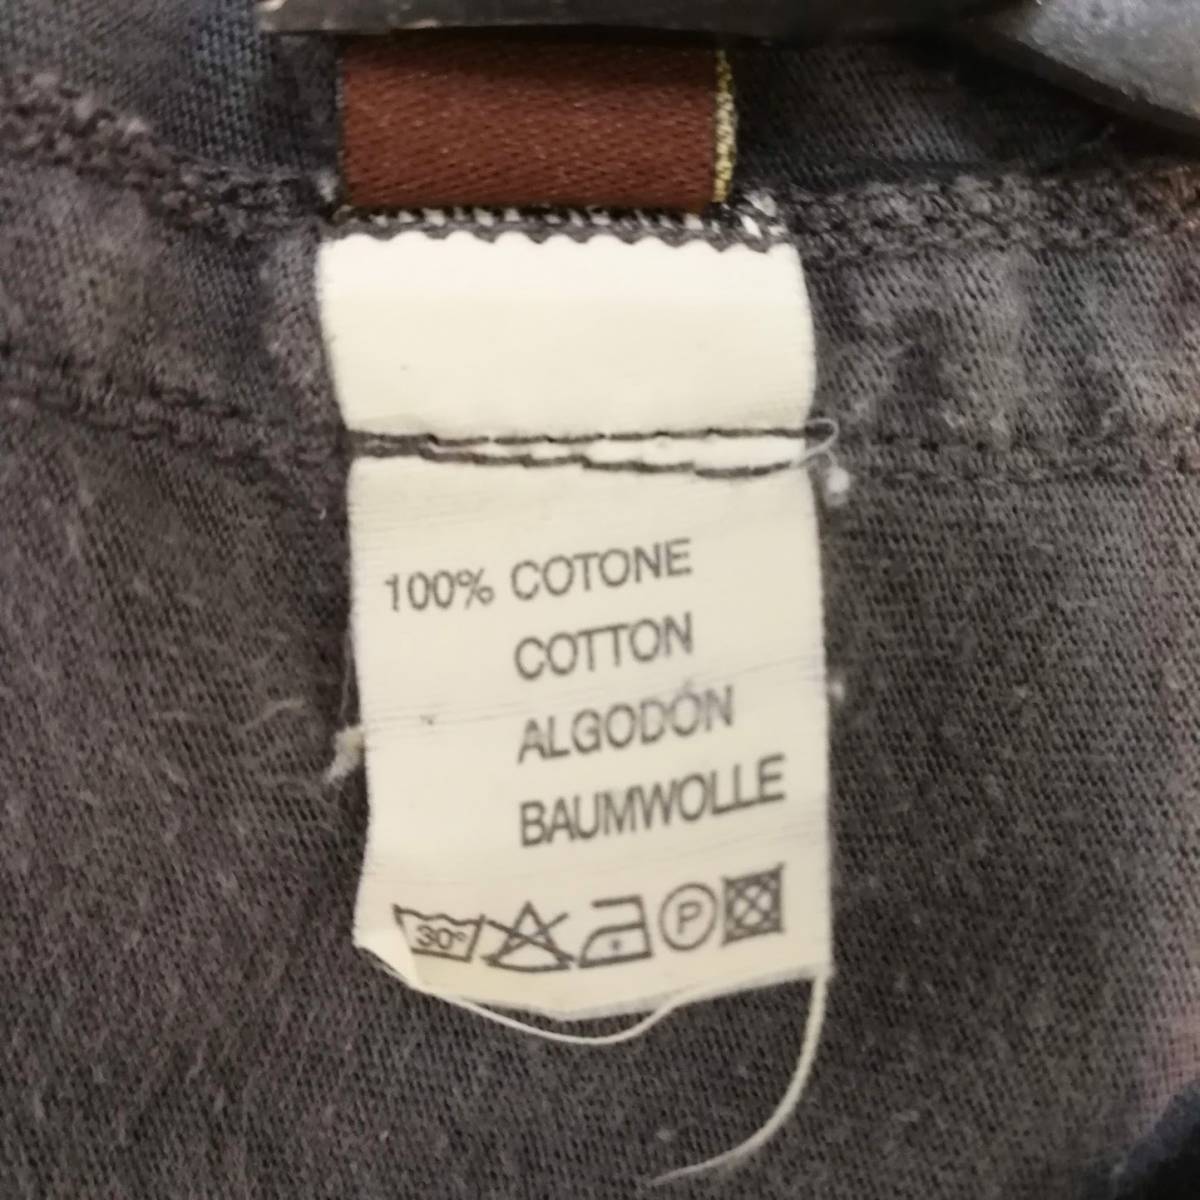 100% COTONE
COTTON
ALGODÓN
BAUMWOLLE
30° P